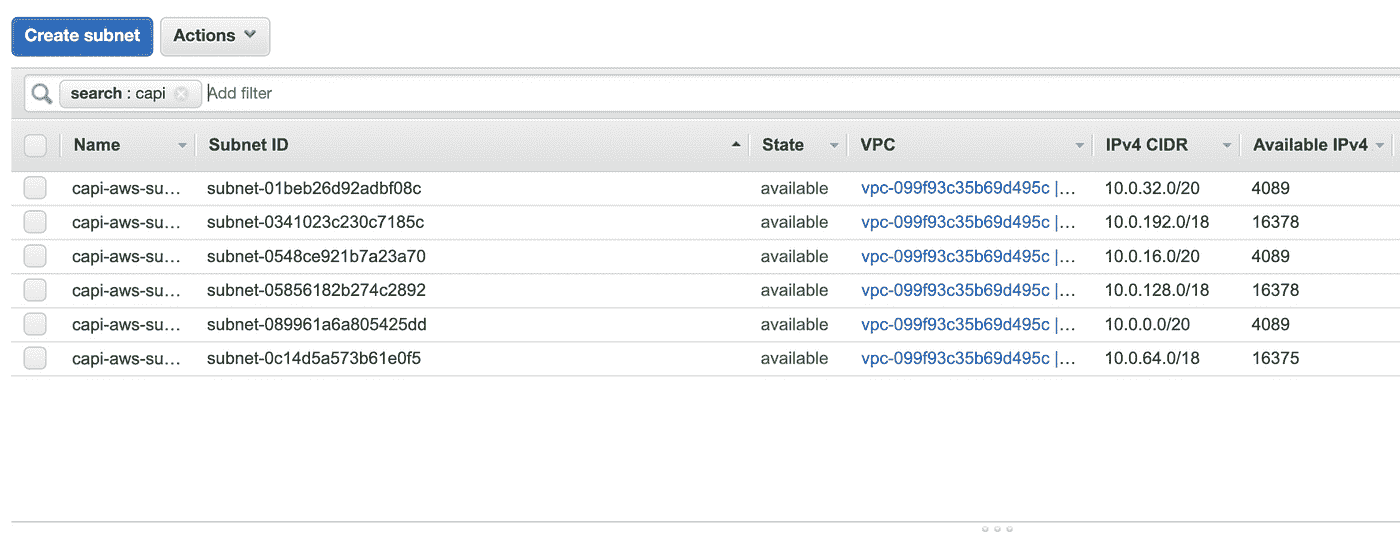 Create subnet Actions
search : capi Add filter
Name Subnet ID State VPC IPv4 CIDR Available IPv4
capi-aws-su… subnet-01beb26d92adbf08c available vpc-099f93c35b69d495c |… 10.0.32.0/20 4089
capi-aws-su… subnet-0341023c230c7185c available vpc-099f93c35b69d495c |… 10.0.192.0/18 16378
capi-aws-su… subnet-0548ce921b7a23a70 available vpc-099f93c35b69d495c |… 10.0.16.0/20 4089
capi-aws-su… subnet-05856182b274c2892 available vpc-099f93c35b69d495c |… 10.0.128.0/18 16378
capi-aws-su… subnet-089961a6a805425dd available vpc-099f93c35b69d495c |… 10.0.0.0/20 4089
capi-aws-su… subnet-0c14d5a573b61e0f5 available vpc-099f93c35b69d495c |… 10.0.64.0/18 16375